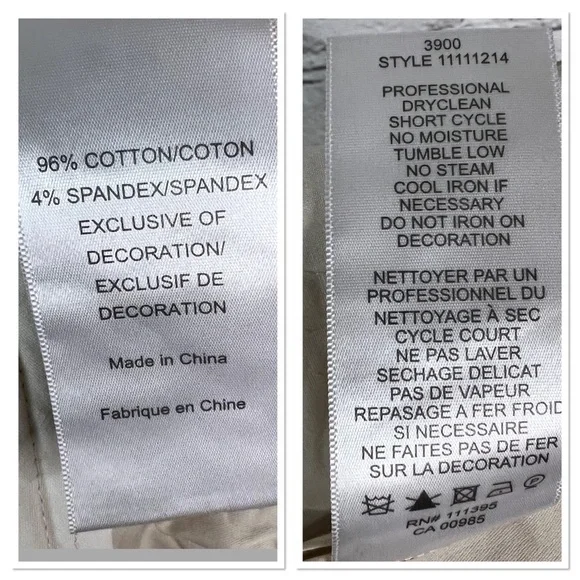 96% COTTON/COTON
4% SPANDEX/SPANDEX
EXCLUSIVE OF
DECORATION/
EXCLUSIF DE
DECORATION
Made in China
Fabrique en Chine
3900
STYLE 11111214
PROFESSIONAL
DRYCLEAN
SHORT CYCLE
NO MOISTURE
TUMBLE LOW
NO STEAM
COOL IRON IF
NECESSARY
DO NOT IRON ON
DECORATION
NETTOYER PAR UN
PROFESSIONNEL DU
NETTOYAGE À SEC
CYCLE COURT
NE PAS LAVER
SECHAGE DELICAT
PAS DE VAPEUR
REPASAGE A FER FROID
SI NECESSAIRE
NE FAITES PAS DE FER
SUR LA DECORATION
RN# 111395
CA 00985